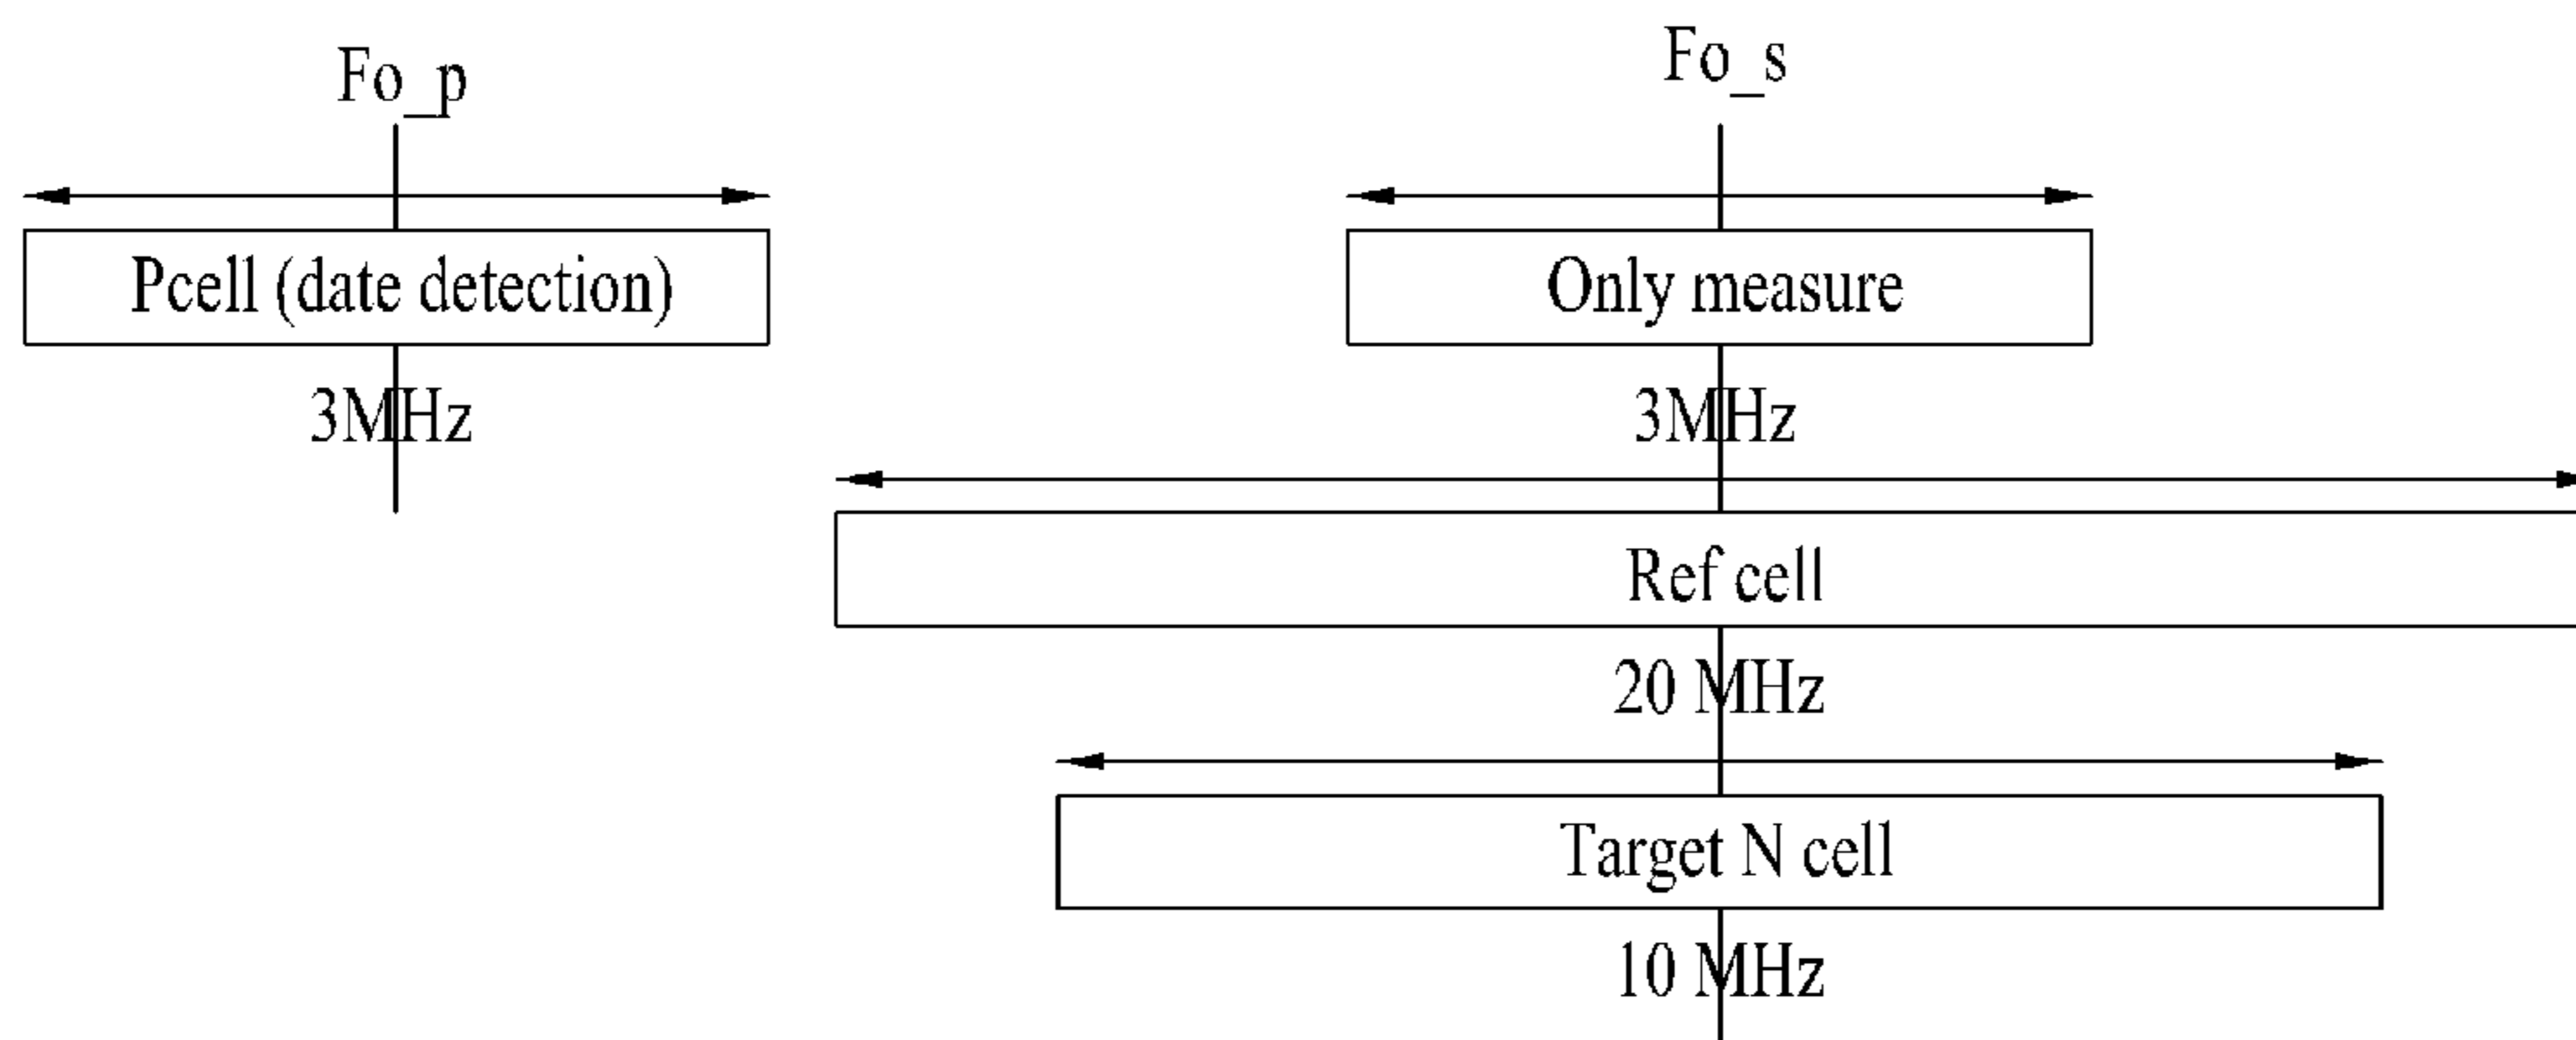 Fo_p
Fo_s
Pcell (date detection)
Only measure
3MHz
3MHz
Ref cell
20 MHz
Target N cell
10 MHz